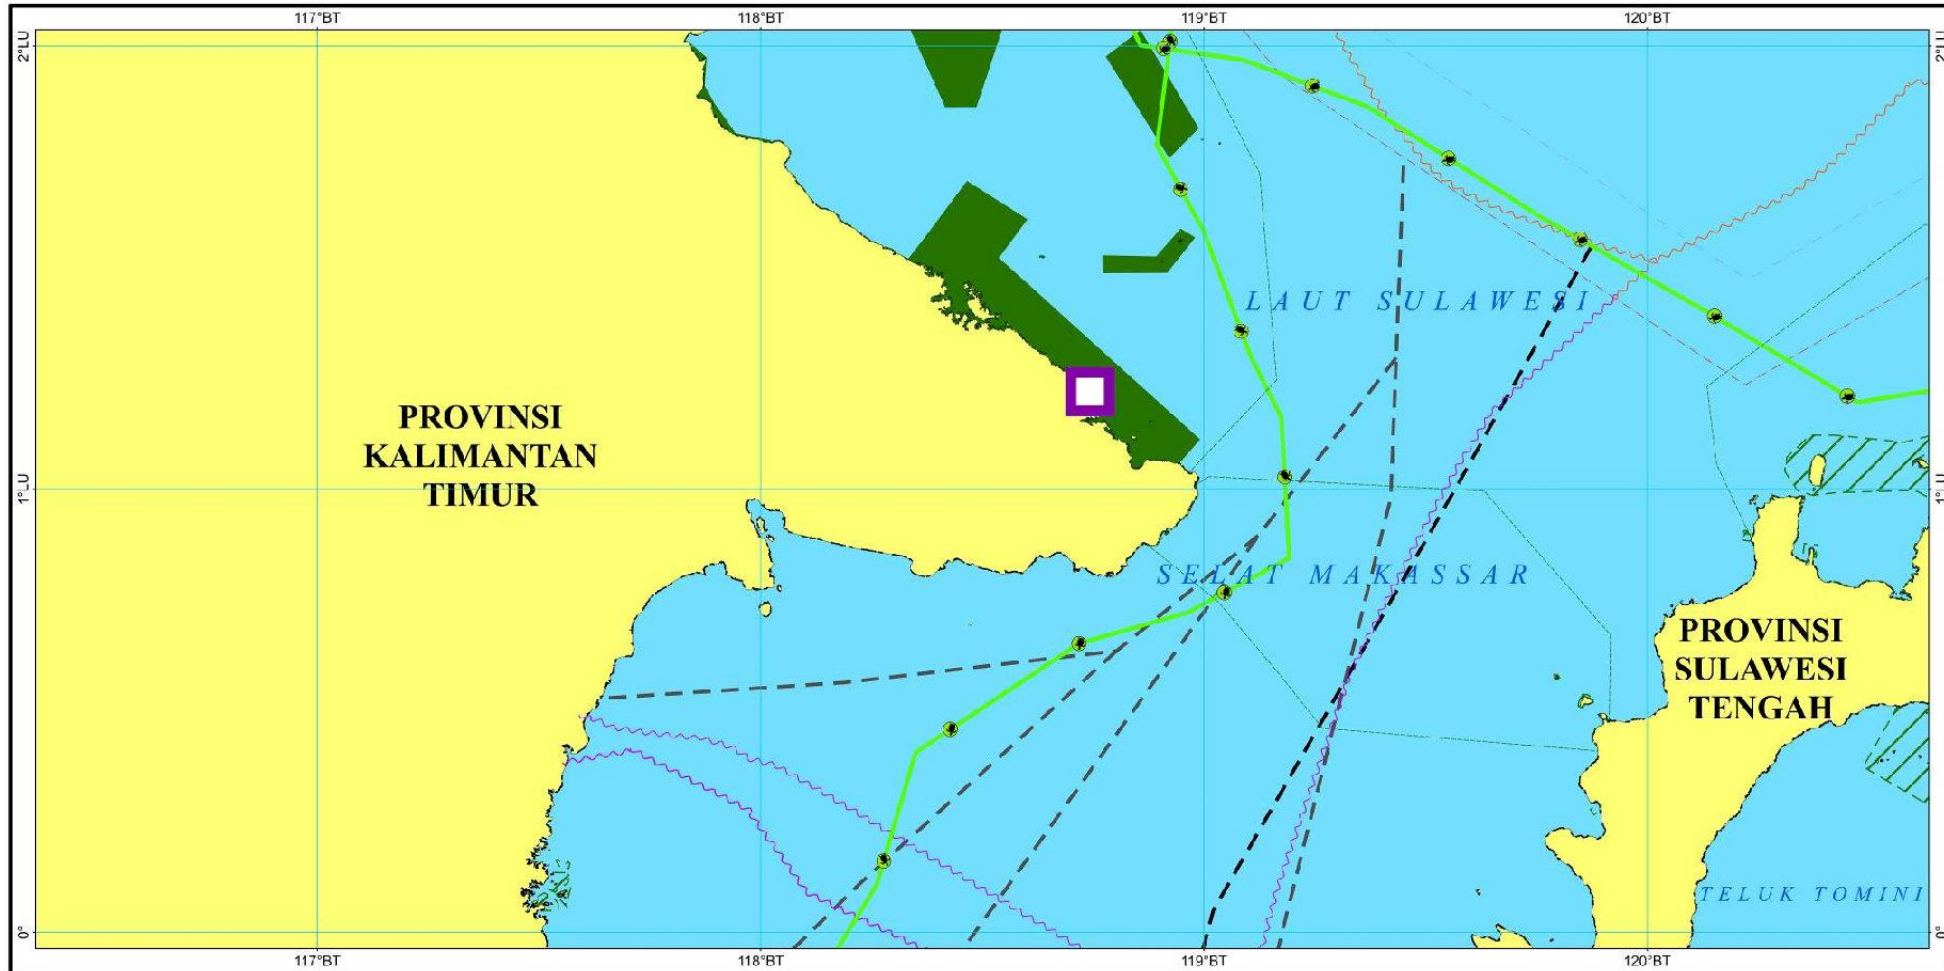 117°BT
118°BT
119°BT
120°BT
2°LU
2°LU
LAUT SULAWESI
PROVINSI
KALIMANTAN
TIMUR
1°LU
1°LU
SELAT MAKASSAR
PROVINSI
SULAWESI
TENGAH
TELUK TOMINI
0°
0°
117°BT
118°BT
119°BT
120°BT